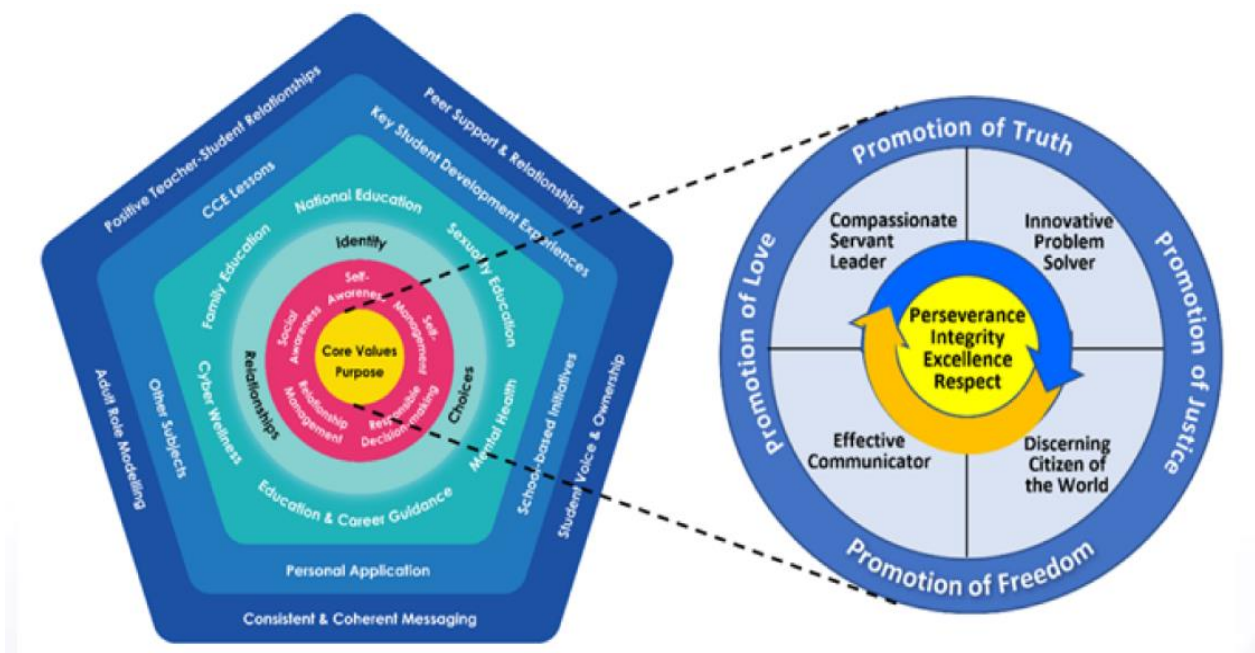 Positive Teacher-Student Relationships
Peer Support & Relationships
Student Voice & Ownership
Consistent & Coherent Messaging
Adult Role Modelling
CCE Lessons
Key Student Development Experiences
School-based Initiatives
Personal Application
Other Subjects
National Education
Sexuality Education
Mental Health
Education & Career Guidance
Cyber Wellness
Family Education
Identity
Choices
Relationships
Self-
Awareness
Self-
Management
Responsible
Decision-making
Relationship
Management
Social
Awareness
Core Values
Purpose
Promotion of Truth
Promotion of Justice
Promotion of Freedom
Promotion of Love
Compassionate
Servant
Leader
Innovative
Problem
Solver
Perseverance
Integrity
Excellence
Respect
Effective
Communicator
Discerning
Citizen of
the World